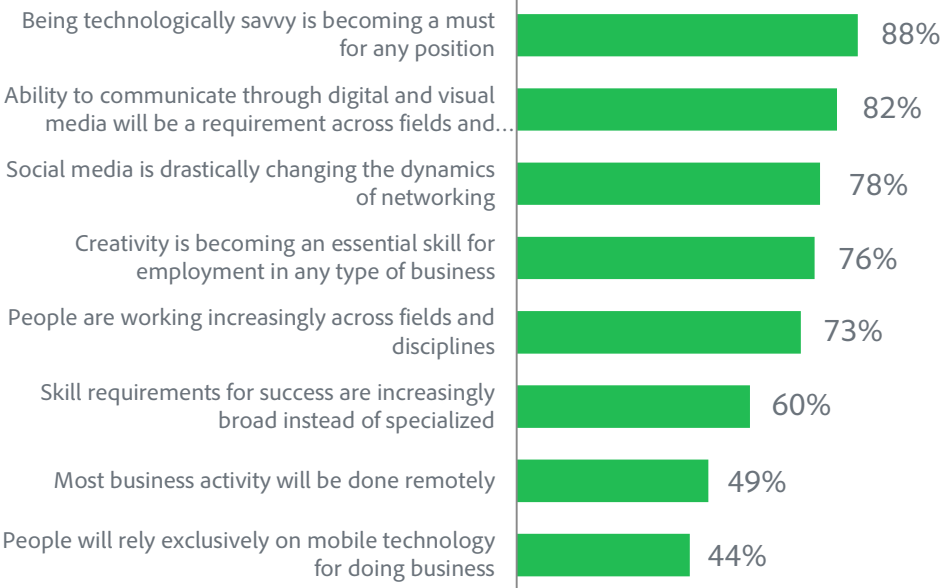 Being technologically savvy is becoming a must
for any position
88%
Ability to communicate through digital and visual
media will be a requirement across fields and…
82%
Social media is drastically changing the dynamics
of networking
78%
Creativity is becoming an essential skill for
employment in any type of business
76%
People are working increasingly across fields and
disciplines
73%
Skill requirements for success are increasingly
broad instead of specialized
60%
Most business activity will be done remotely
49%
People will rely exclusively on mobile technology
for doing business
44%